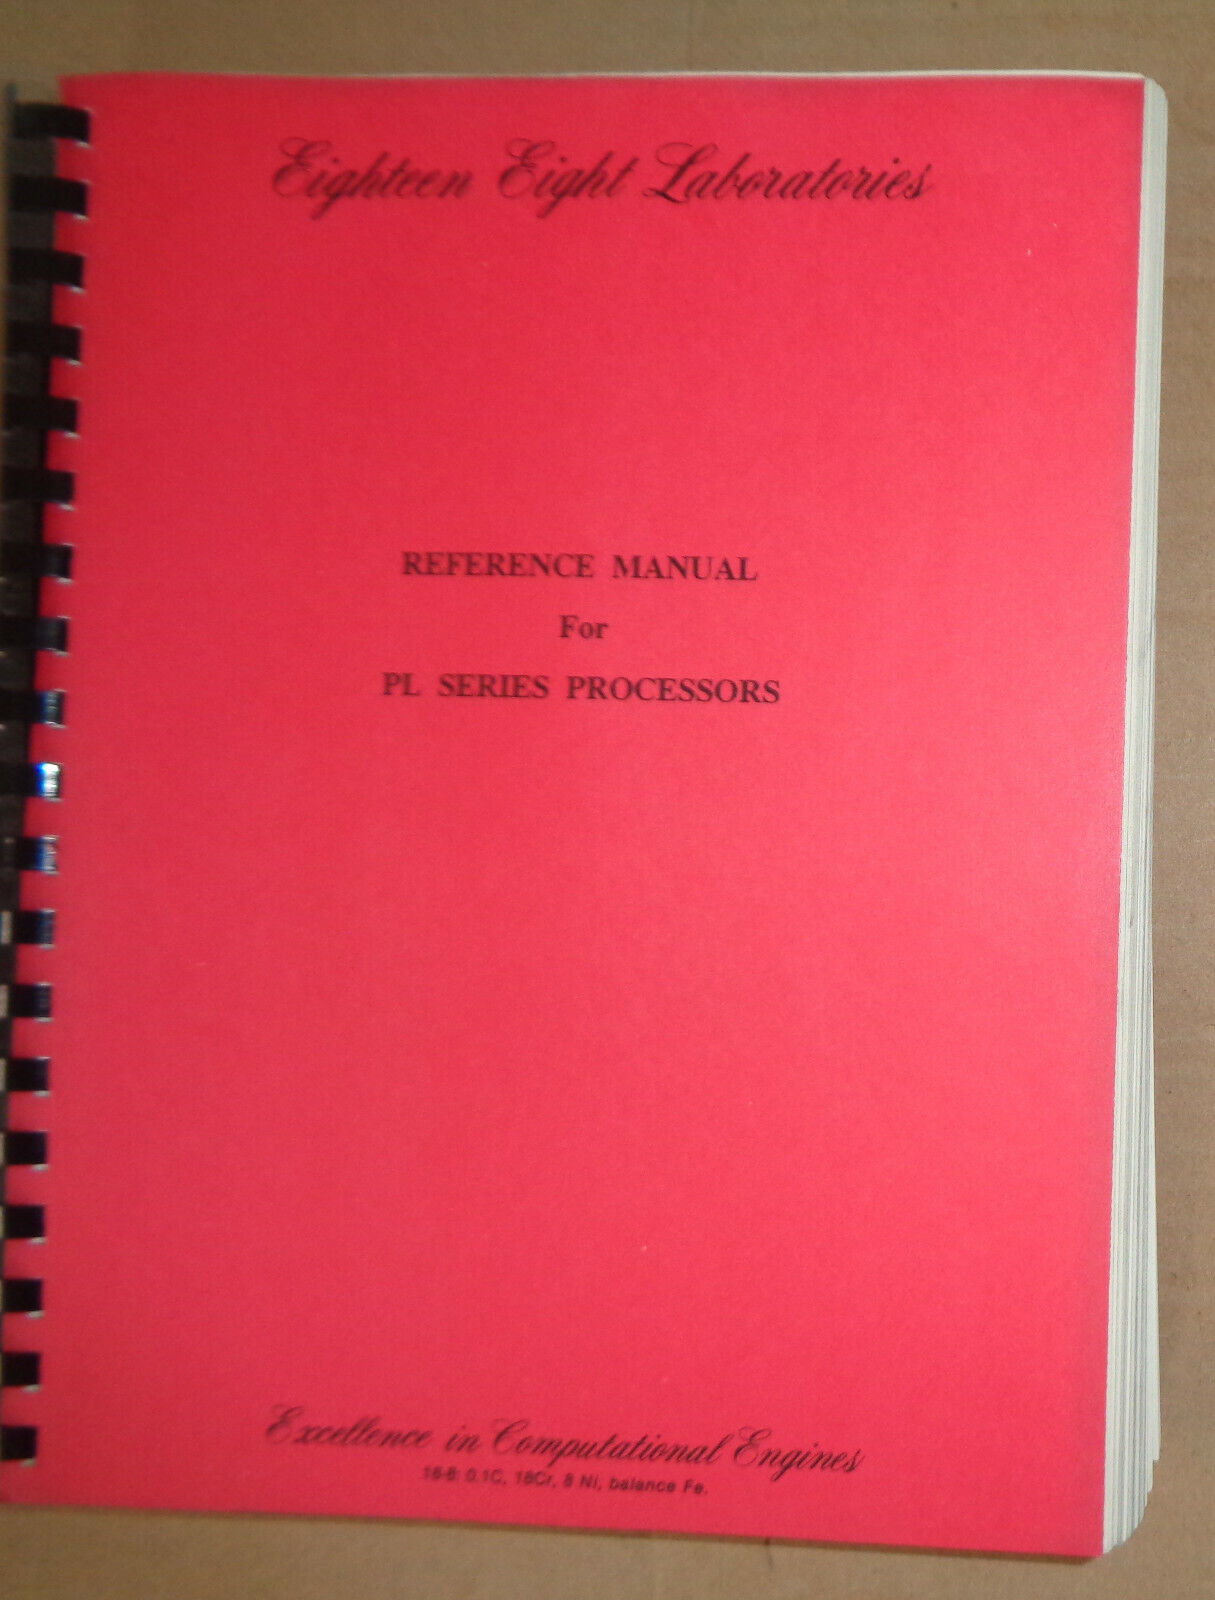 Eighteen Eight Laboratories
REFERENCE MANUAL
For
PL SERIES PROCESSORS
Excellence in Computational Engines
18-8: 0.1C, 18Cr, 8 Ni, balance Fe.